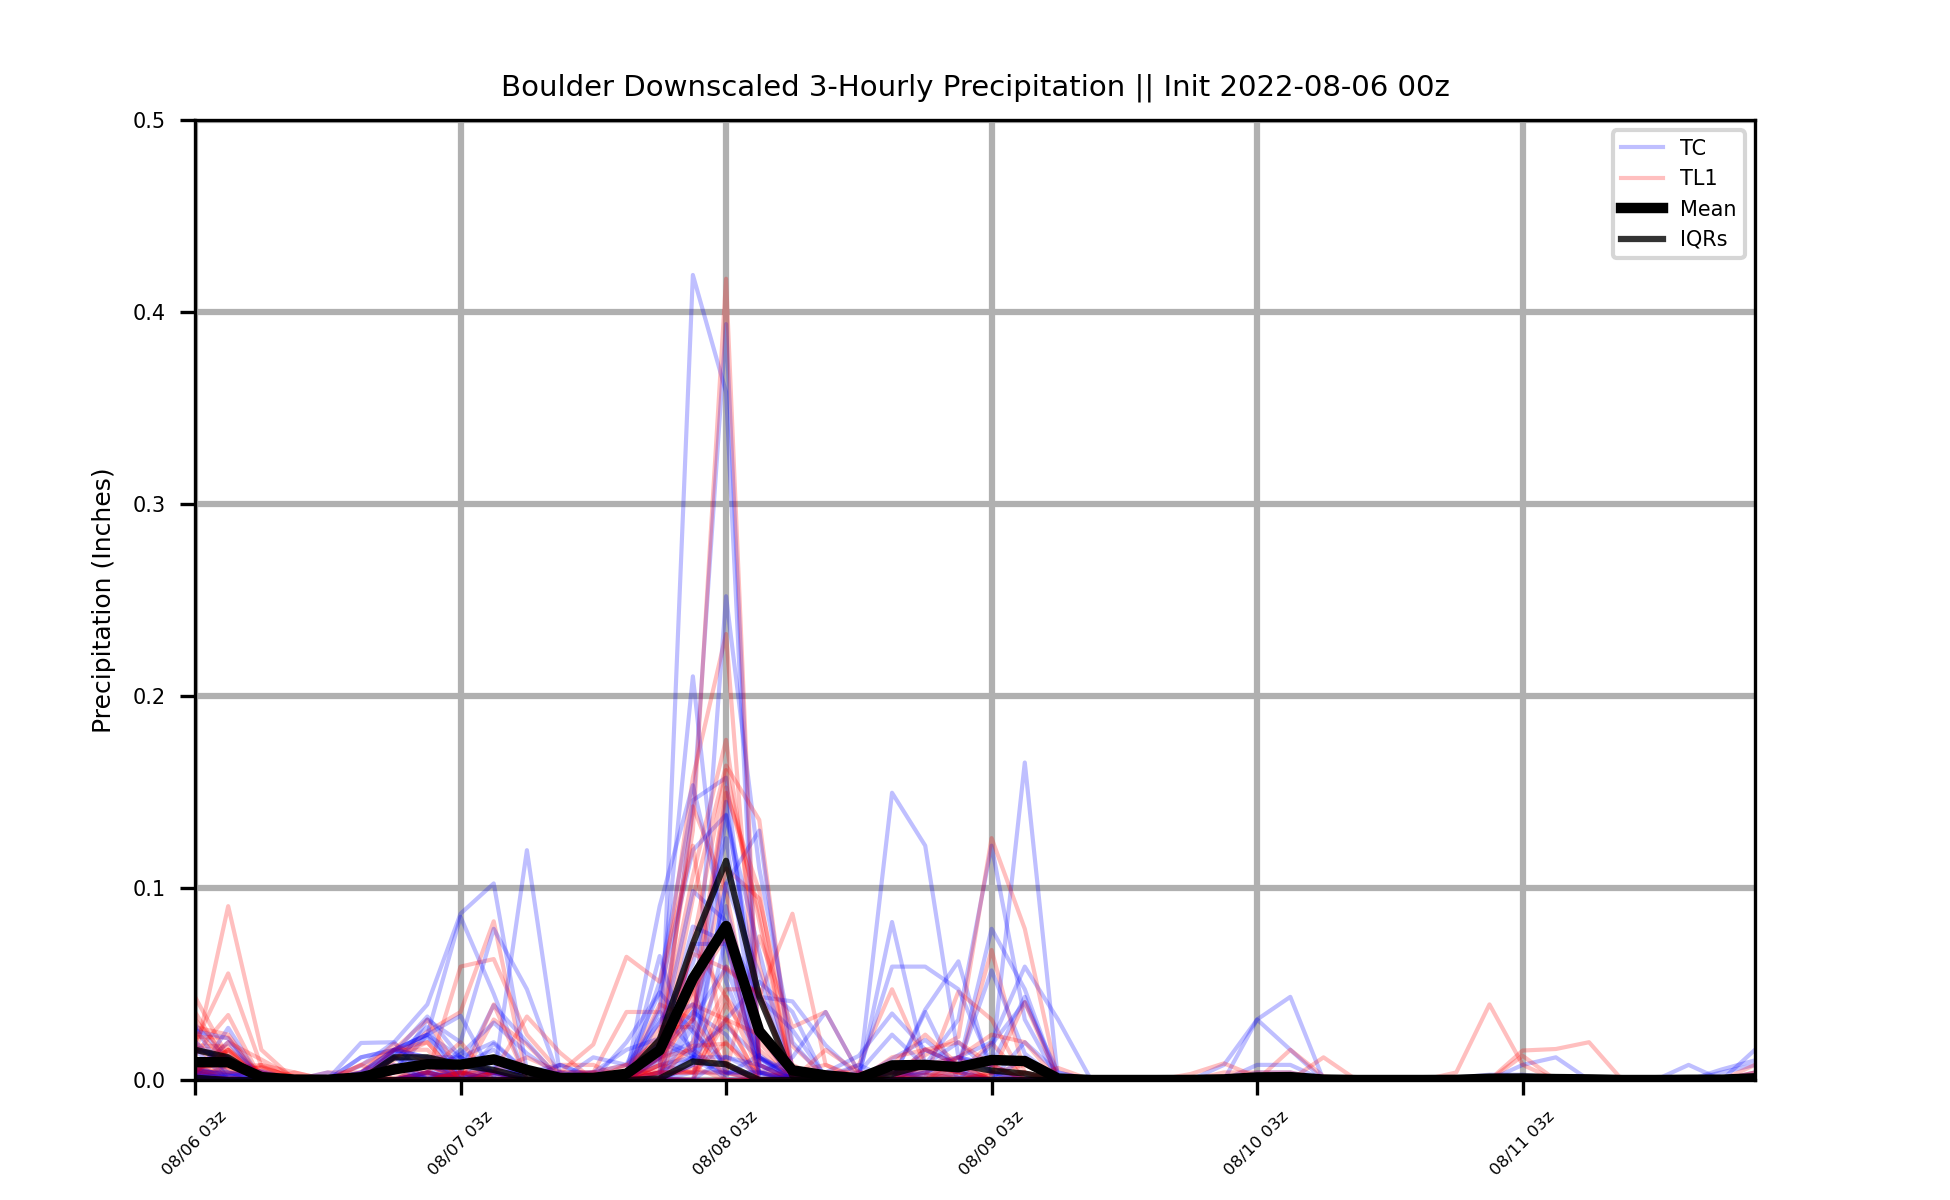 Boulder Downscaled 3-Hourly Precipitation || Init 2022-08-06 00z
Precipitation (Inches)
0.5
0.4
0.3
0.2
0.1
0.0
TC
TL1
Mean
IQRs
08/06 03z
08/07 03z
08/08 03z
08/09 03z
08/10 03z
08/11 03z